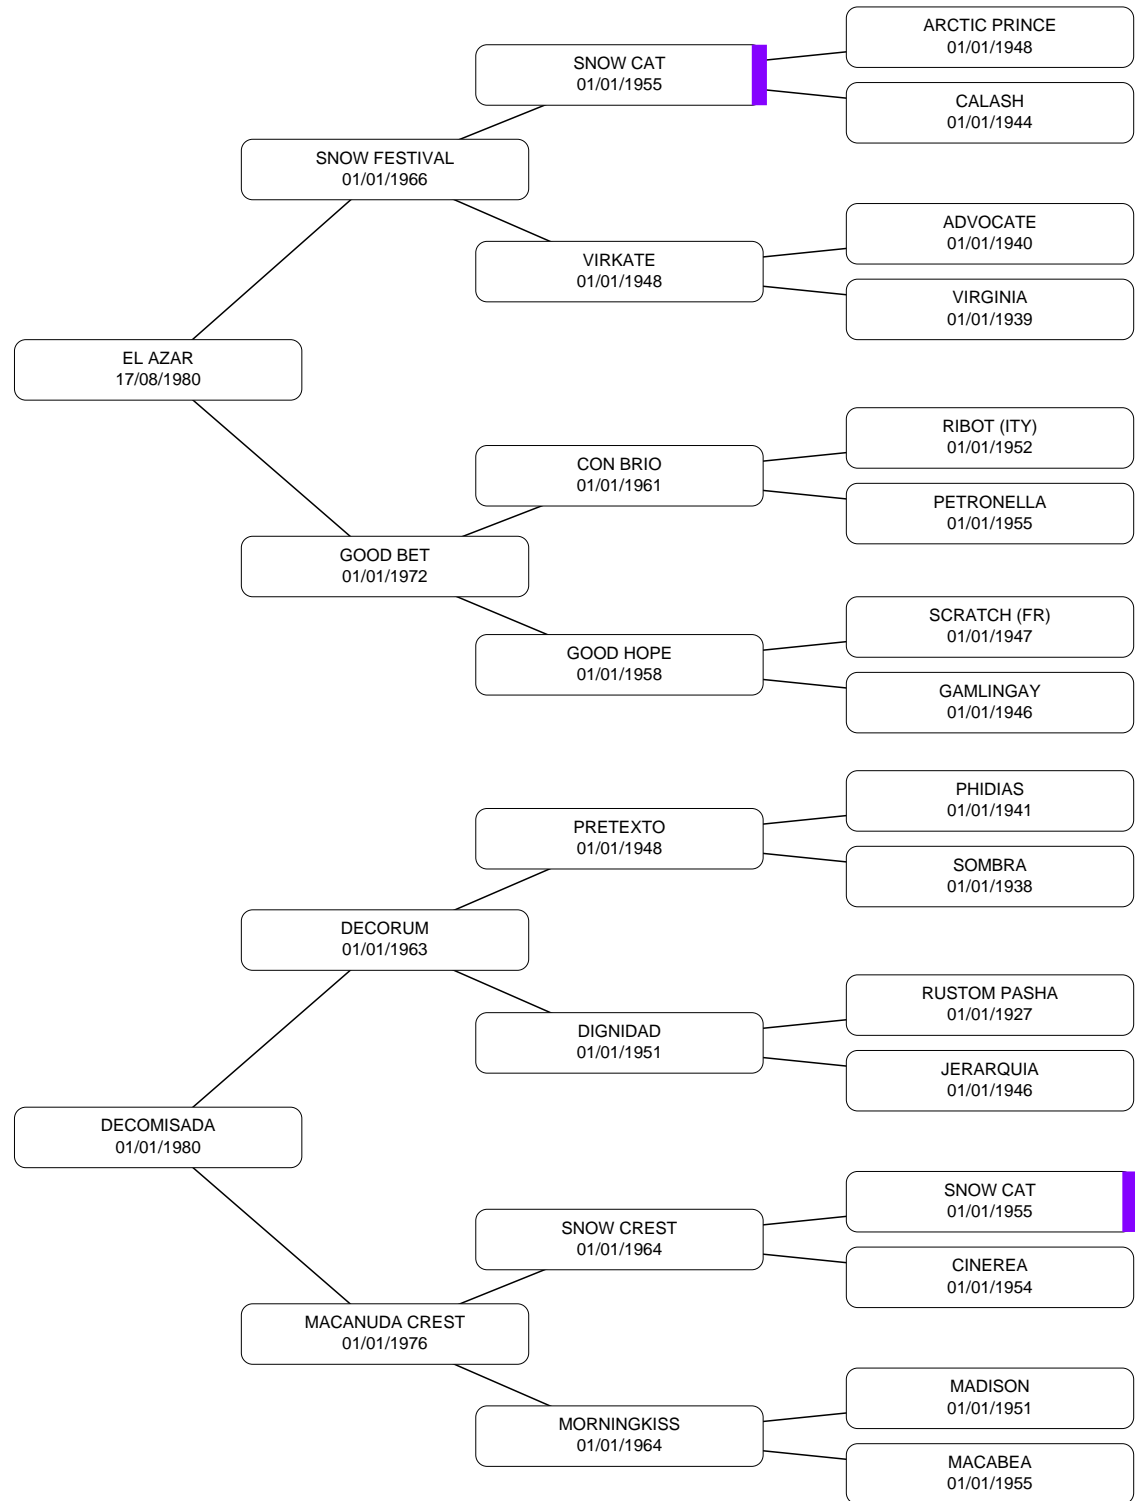 ARCTIC PRINCE
01/01/1948
SNOW CAT
01/01/1955
CALASH
01/01/1944
SNOW FESTIVAL
01/01/1966
ADVOCATE
01/01/1940
VIRKATE
01/01/1948
VIRGINIA
01/01/1939
EL AZAR
17/08/1980
RIBOT (ITY)
01/01/1952
CON BRIO
01/01/1961
PETRONELLA
01/01/1955
GOOD BET
01/01/1972
SCRATCH (FR)
01/01/1947
GOOD HOPE
01/01/1958
GAMLINGAY
01/01/1946
PHIDIAS
01/01/1941
PRETEXTO
01/01/1948
SOMBRA
01/01/1938
DECORUM
01/01/1963
RUSTOM PASHA
01/01/1927
DIGNIDAD
01/01/1951
JERARQUIA
01/01/1946
DECOMISADA
01/01/1980
SNOW CAT
01/01/1955
SNOW CREST
01/01/1964
CINEREA
01/01/1954
MACANUDA CREST
01/01/1976
MADISON
01/01/1951
MORNINGKISS
01/01/1964
MACABEA
01/01/1955